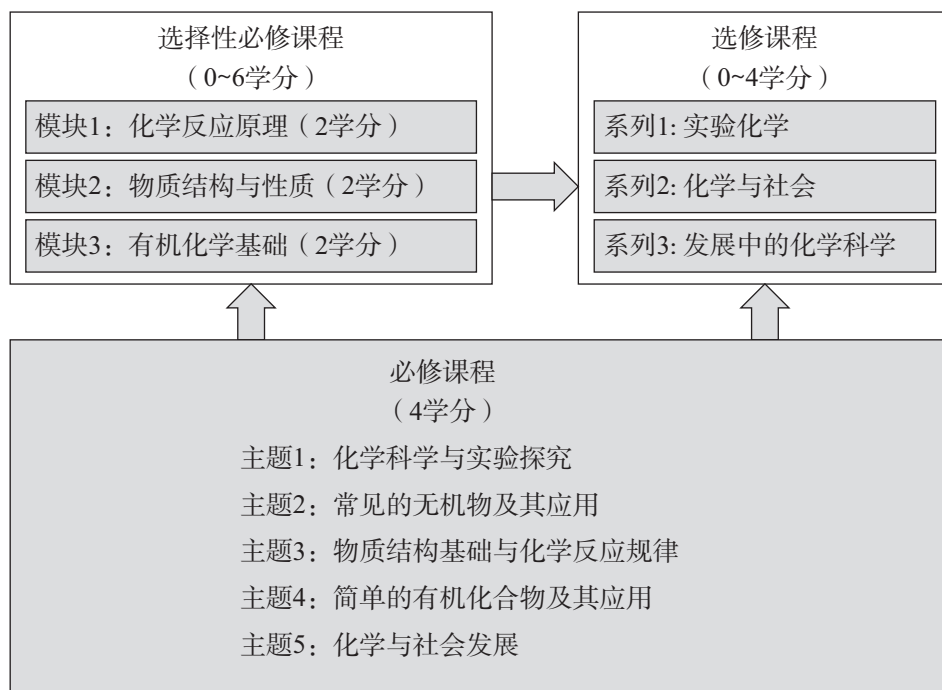 选择性必修课程
（0~6学分）
模块1：化学反应原理（2学分）
模块2：物质结构与性质（2学分）
模块3：有机化学基础（2学分）
选修课程
（0~4学分）
系列1: 实验化学
系列2: 化学与社会
系列3: 发展中的化学科学
必修课程
（4学分）
主题1：化学科学与实验探究
主题2：常见的无机物及其应用
主题3：物质结构基础与化学反应规律
主题4：简单的有机化合物及其应用
主题5：化学与社会发展